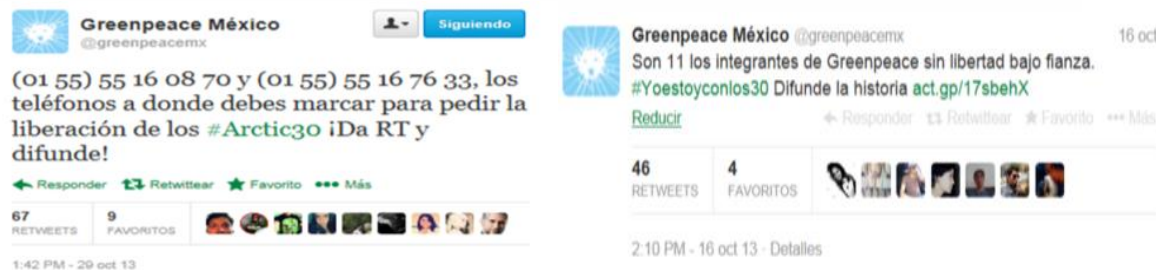 Greenpeace México
@greenpeacemx
Siguiendo
(01 55) 55 16 08 70 y (01 55) 55 16 76 33, los
teléfonos a donde debes marcar para pedir la
liberación de los #Arctic30 ¡Da RT y
difunde!
Responder Retwittear Favorito Más
67 9
RETWEETS FAVORITOS
1:42 PM - 29 oct 13
Greenpeace México @greenpeacemx 16 oct
Son 11 los integrantes de Greenpeace sin libertad bajo fianza.
#Yoestoyconlos30 Difunde la historia act.gp/17sbehX
Reducir Responder Retwittear Favorito Más
46 4
RETWEETS FAVORITOS
2:10 PM - 16 oct 13 · Detalles